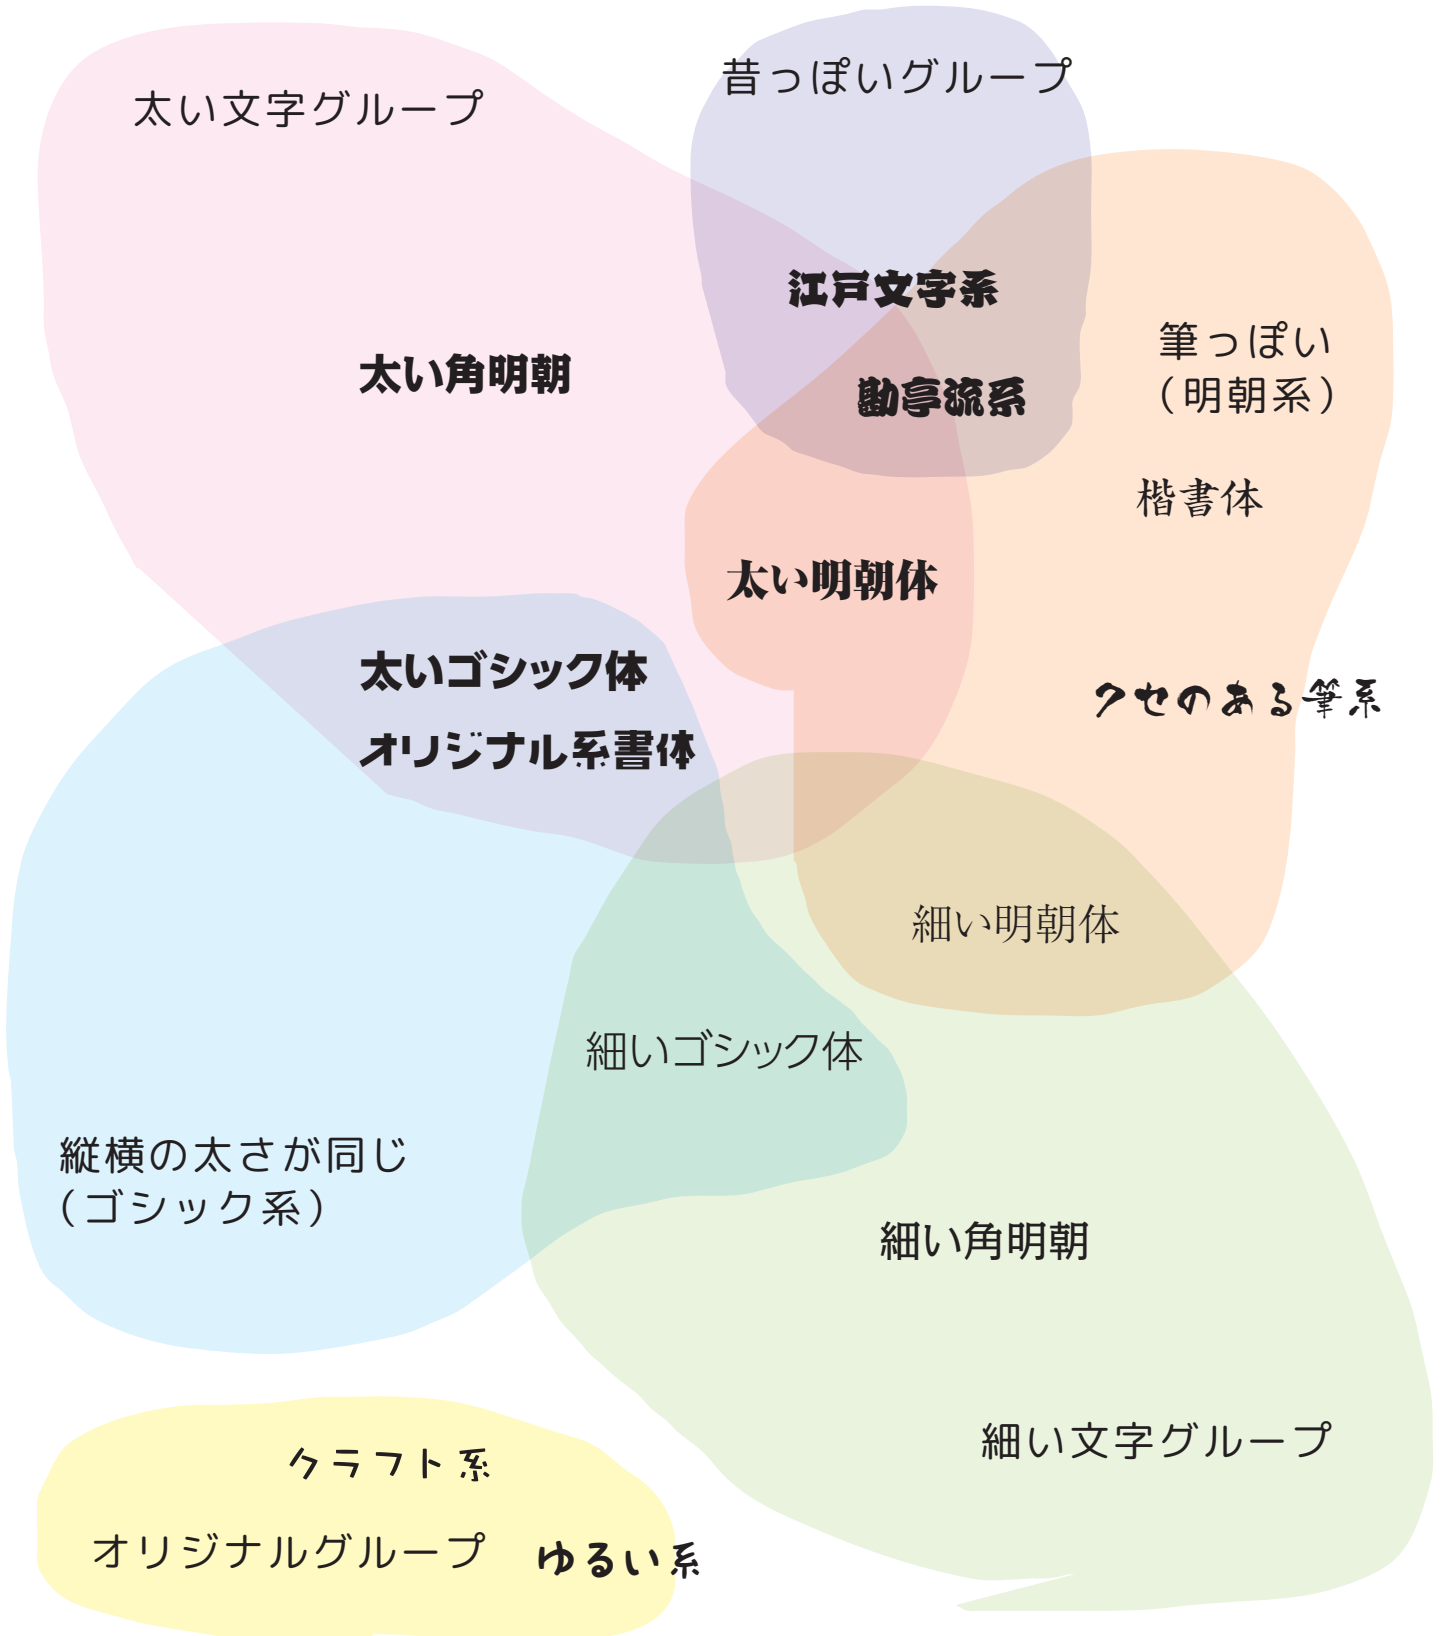 昔っぽいグループ
太い文字グループ
江戸文字系
筆っぽい
（明朝系）
太い角明朝
勘亭流系
楷書体
太い明朝体
太いゴシック体
クセのある筆系
オリジナル系書体
細い明朝体
細いゴシック体
縦横の太さが同じ
（ゴシック系）
細い角明朝
細い文字グループ
クラフト系
オリジナルグループ
ゆるい系